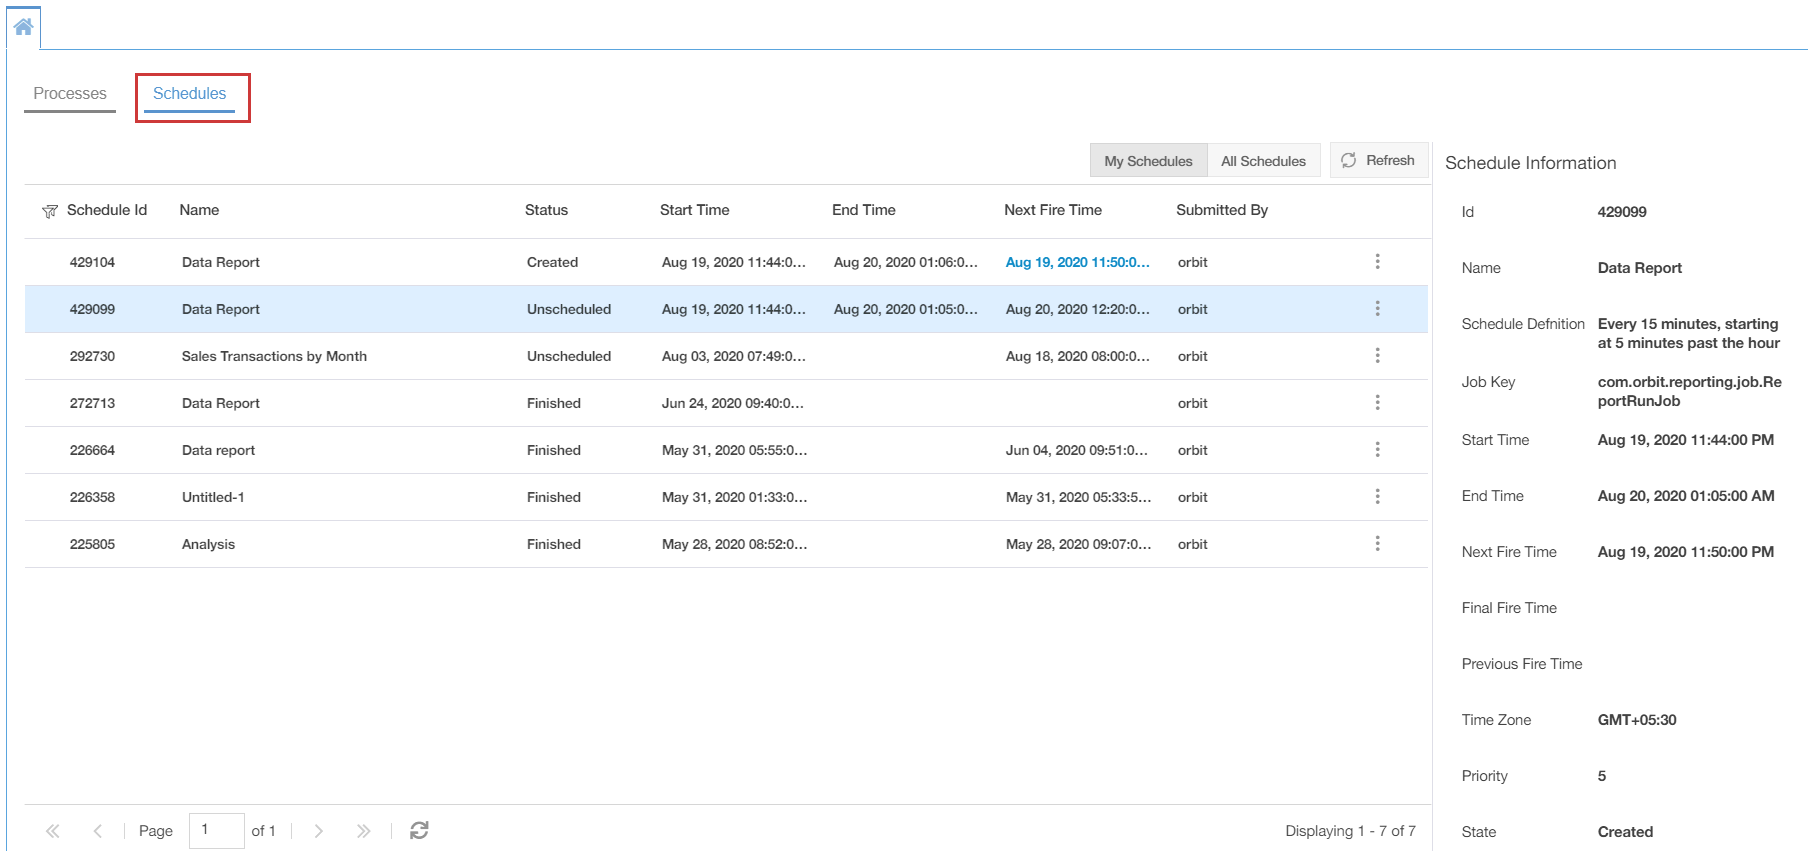 Processes
Schedules
My Schedules
All Schedules
Refresh
Schedule Id Name Status Start Time End Time Next Fire Time Submitted By
429104 Data Report Created Aug 19, 2020 11:44:0... Aug 20, 2020 01:06:0... Aug 19, 2020 11:50:0... orbit
429099 Data Report Unscheduled Aug 19, 2020 11:44:0... Aug 20, 2020 01:05:0... Aug 20, 2020 12:20:0... orbit
292730 Sales Transactions by Month Unscheduled Aug 03, 2020 07:49:0... Aug 18, 2020 08:00:0... orbit
272713 Data Report Finished Jun 24, 2020 09:40:0... orbit
226664 Data report Finished May 31, 2020 05:55:0... Jun 04, 2020 09:51:0... orbit
226358 Untitled-1 Finished May 31, 2020 01:33:0... May 31, 2020 05:33:5... orbit
225805 Analysis Finished May 28, 2020 08:52:0... May 28, 2020 09:07:0... orbit
Page 1 of 1
Displaying 1 - 7 of 7
Schedule Information
Id 429099
Name Data Report
Schedule Defnition Every 15 minutes, starting
at 5 minutes past the hour
Job Key com.orbit.reporting.job.Re
portRunJob
Start Time Aug 19, 2020 11:44:00 PM
End Time Aug 20, 2020 01:05:00 AM
Next Fire Time Aug 19, 2020 11:50:00 PM
Final Fire Time
Previous Fire Time
Time Zone GMT+05:30
Priority 5
State Created